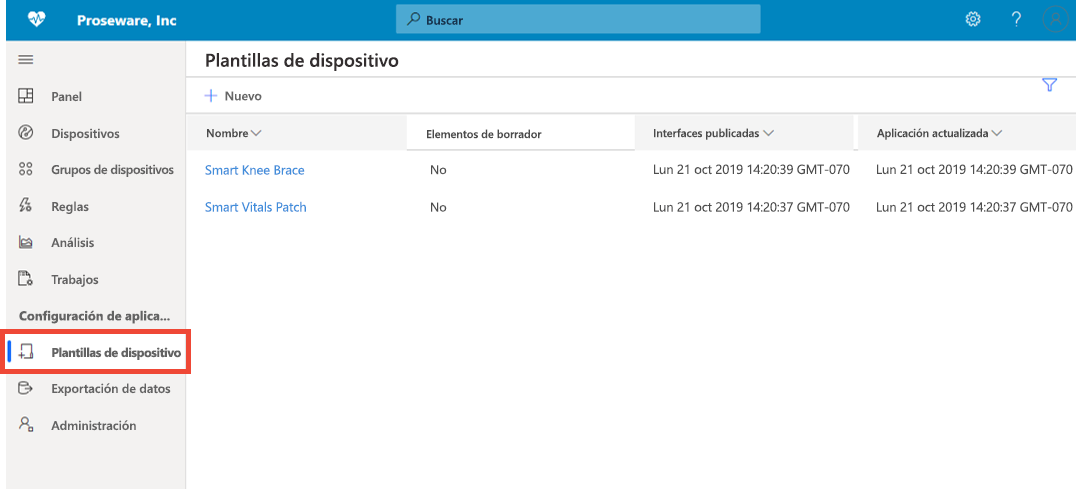 Proseware, Inc
Buscar
?
Plantillas de dispositivo
Nuevo
Panel
Dispositivos
Grupos de dispositivos
Reglas
Análisis
Trabajos
Configuración de aplica...
Plantillas de dispositivo
Exportación de datos
Administración
Nombre Elementos de borrador Interfaces publicadas Aplicación actualizada
Smart Knee Brace No Lun 21 oct 2019 14:20:39 GMT-070 Lun 21 oct 2019 14:20:39 GMT-070
Smart Vitals Patch No Lun 21 oct 2019 14:20:37 GMT-070 Lun 21 oct 2019 14:20:37 GMT-070